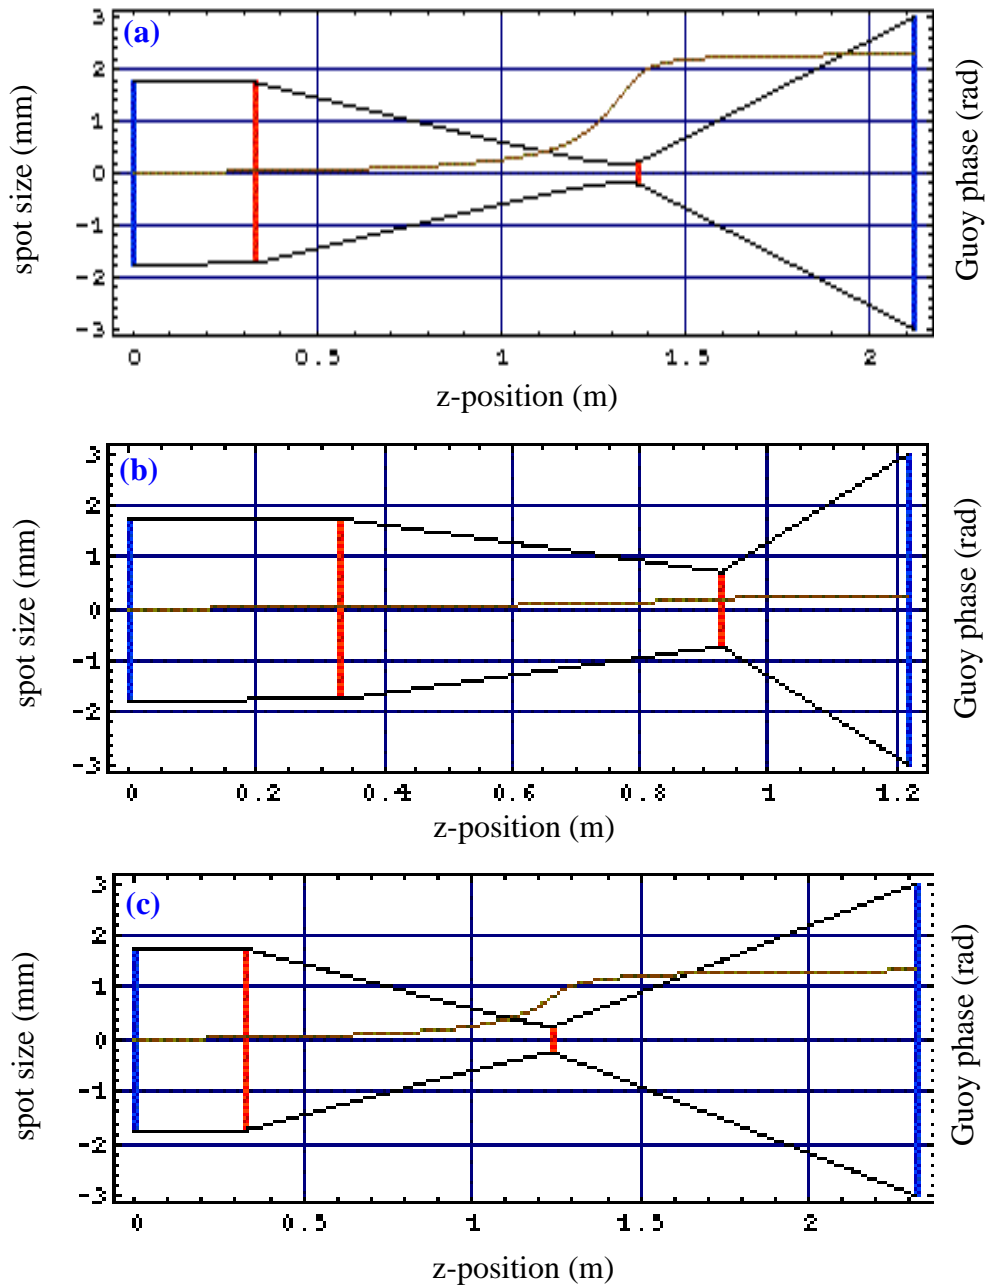 (a)
3
2
1
0
-1
-2
-3
spot size (mm)
Guoy phase (rad)
0 0.5 1 1.5 2
z-position (m)
(b)
3
2
1
0
-1
-2
-3
spot size (mm)
Guoy phase (rad)
0 0.2 0.4 0.6 0.8 1 1.2
z-position (m)
(c)
3
2
1
0
-1
-2
-3
spot size (mm)
Guoy phase (rad)
0 0.5 1 1.5 2
z-position (m)